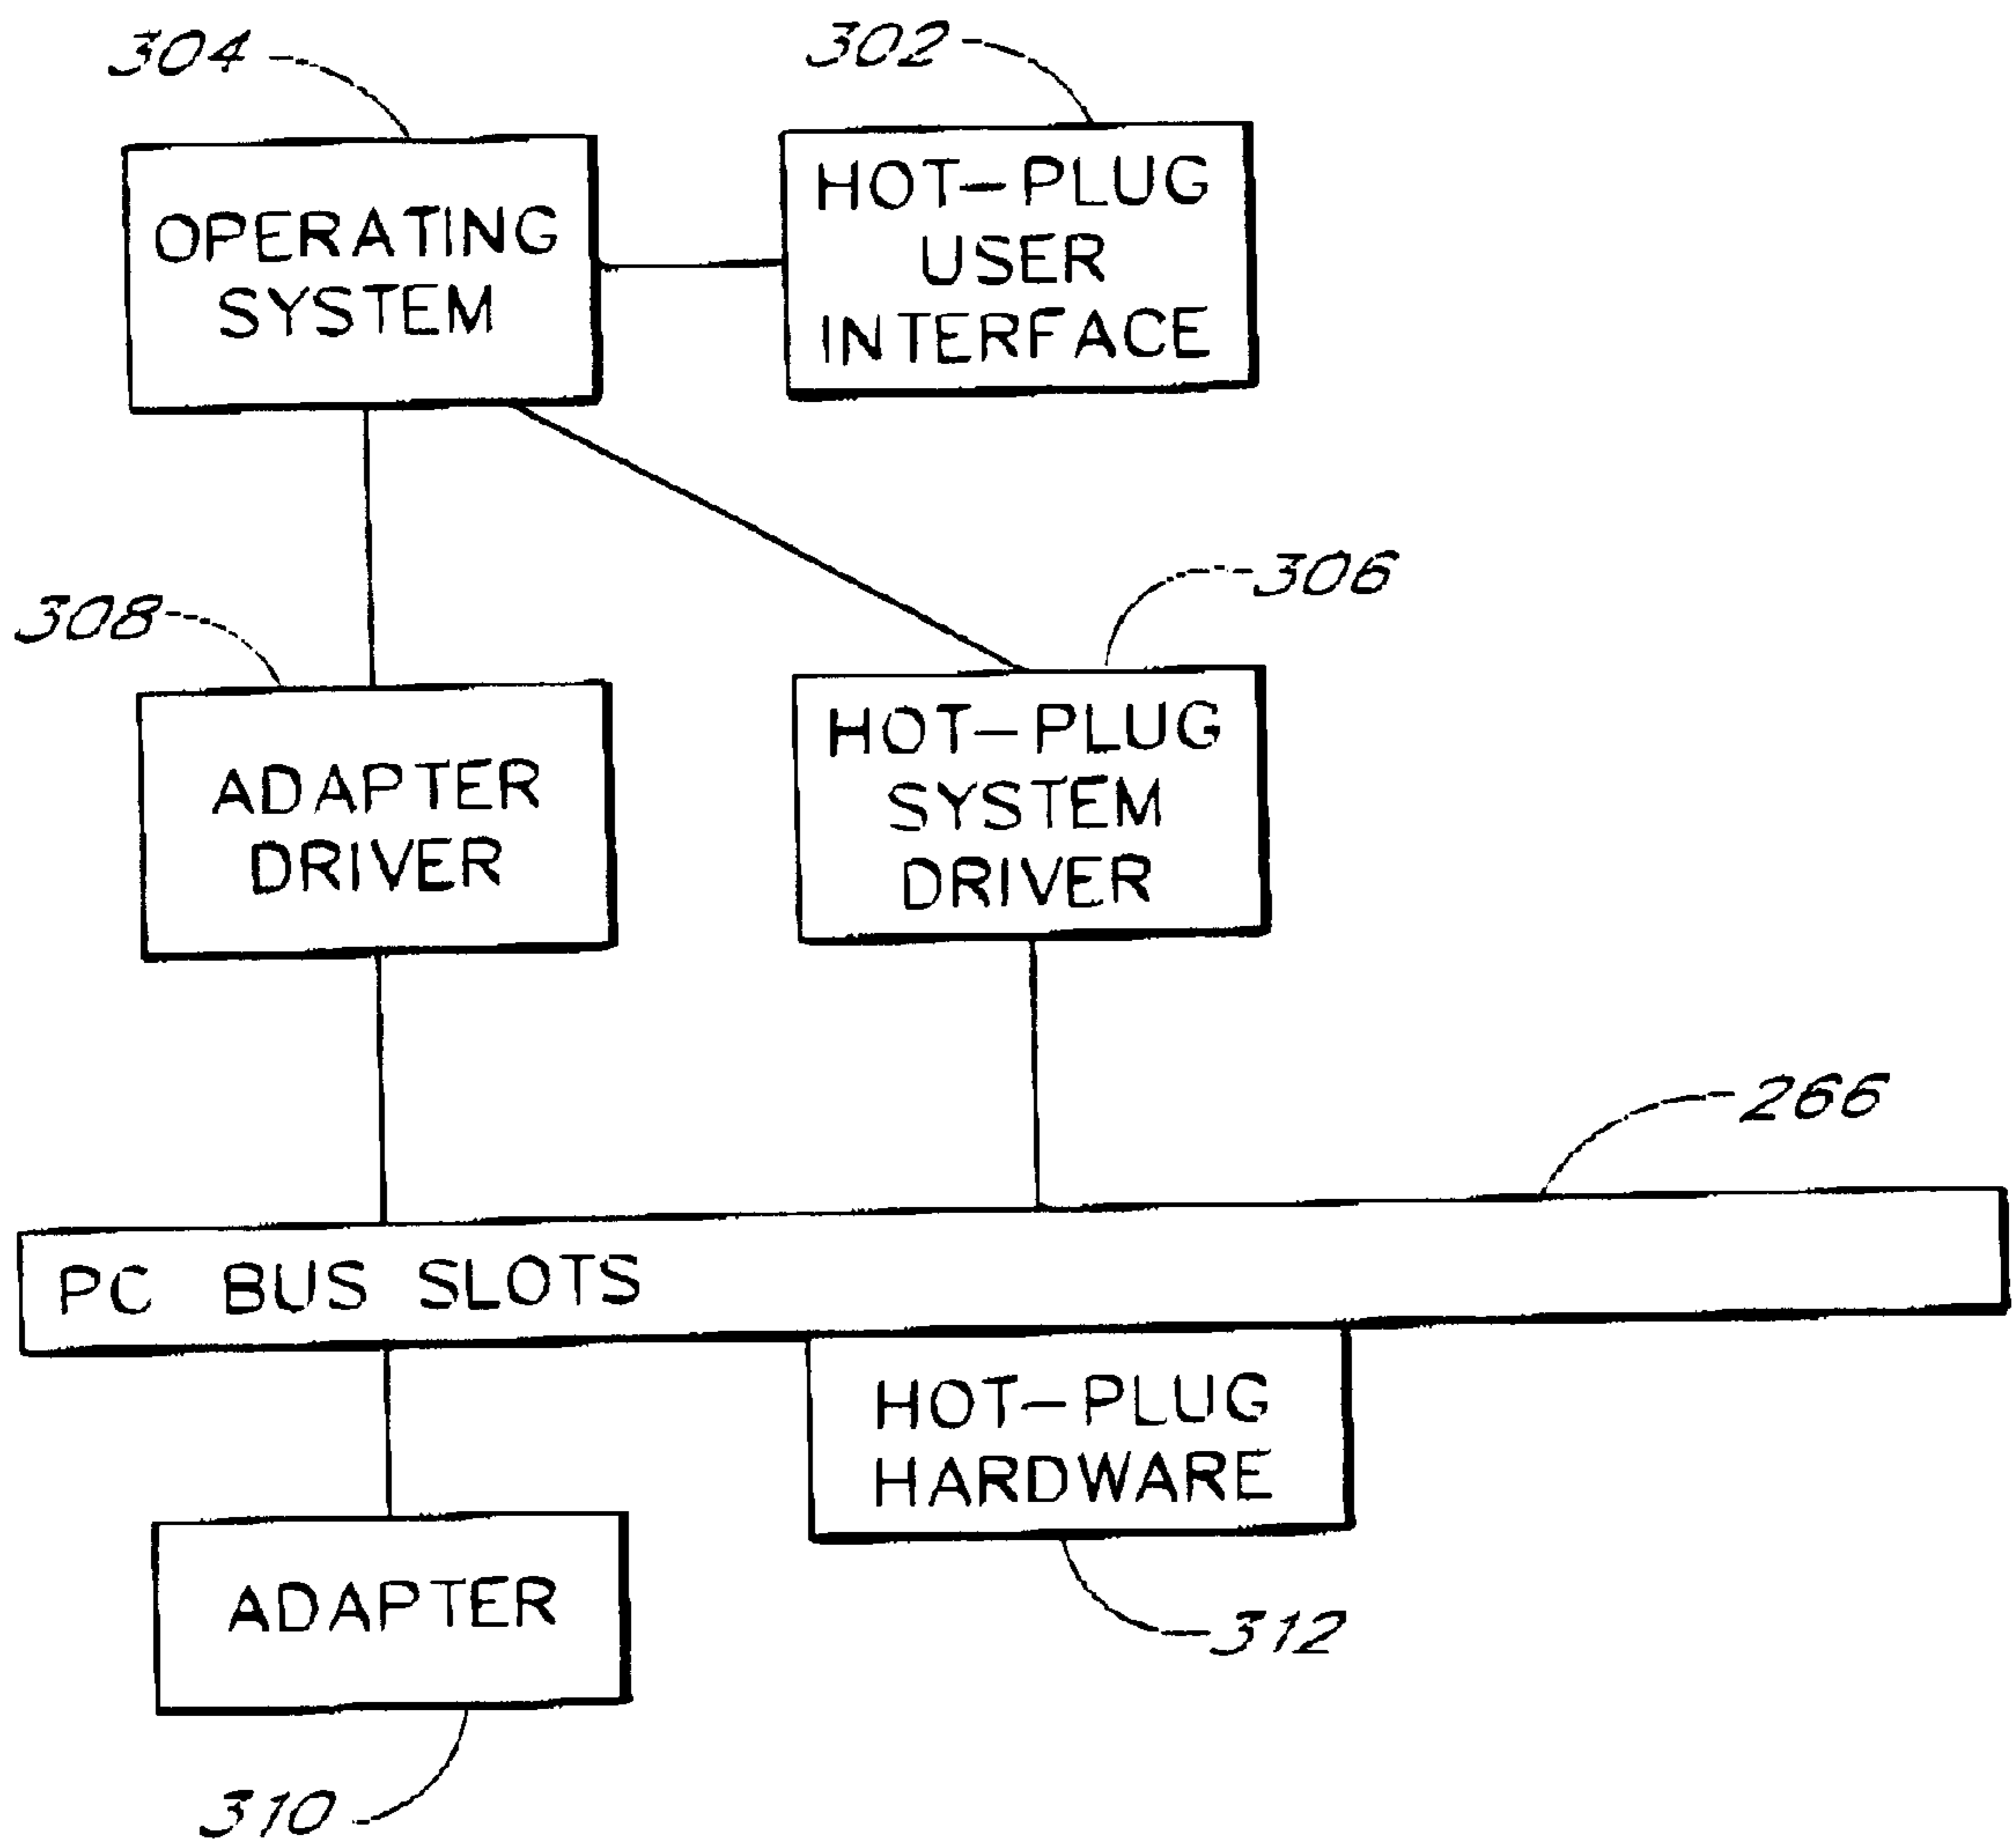 304
302
OPERATING
SYSTEM
HOT-PLUG
USER
INTERFACE
308
306
ADAPTER
DRIVER
HOT-PLUG
SYSTEM
DRIVER
266
PC BUS SLOTS
HOT-PLUG
HARDWARE
ADAPTER
312
310